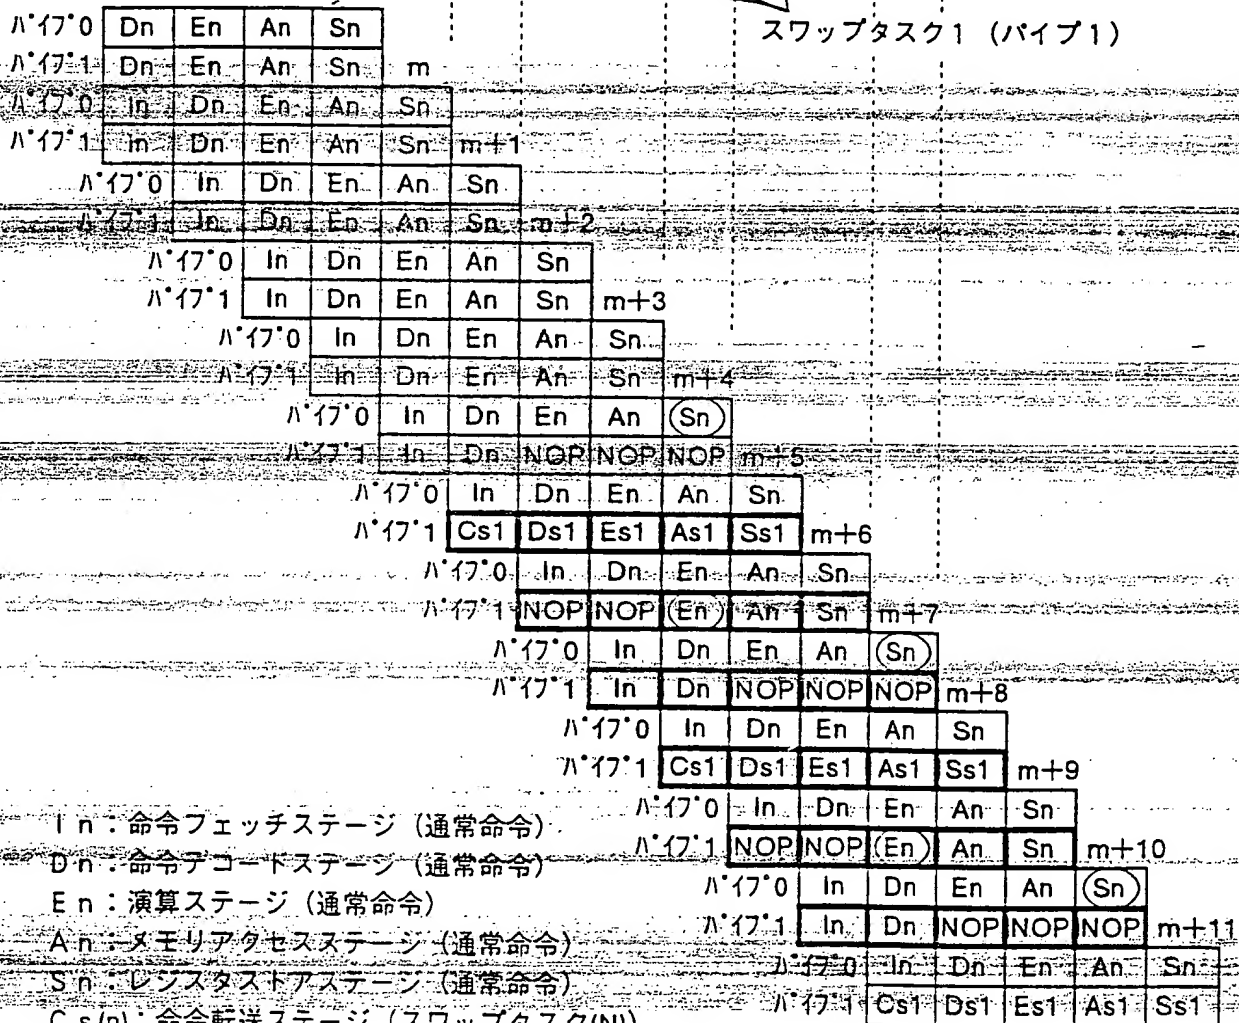 スワップタスク1 (パイプ1)
パイプ0 Dn En An Sn
パイプ1 Dn En An Sn m
パイプ0 In Dn En An Sn
パイプ1 In Dn En An Sn m+1
パイプ0 In Dn En An Sn
パイプ1 In Dn En An Sn m+2
パイプ0 In Dn En An Sn
パイプ1 In Dn En An Sn m+3
パイプ0 In Dn En An Sn
パイプ1 In Dn En An Sn m+4
パイプ0 In Dn En An Sn
パイプ1 In Dn NOP NOP NOP m+5
パイプ0 In Dn En An Sn
パイプ1 Cs1 Ds1 Es1 As1 Ss1 m+6
パイプ0 In Dn En An Sn
パイプ1 NOP NOP En An Sn m+7
パイプ0 In Dn En An Sn
パイプ1 In Dn NOP NOP NOP m+8
パイプ0 In Dn En An Sn
パイプ1 Cs1 Ds1 Es1 As1 Ss1 m+9
パイプ0 In Dn En An Sn
パイプ1 NOP NOP En An Sn m+10
パイプ0 In Dn En An Sn
パイプ1 In Dn NOP NOP NOP m+11
パイプ0 In Dn En An Sn
パイプ1 Cs1 Ds1 Es1 As1 Ss1
In:命令フェッチステージ (通常命令)
Dn:命令デコードステージ (通常命令)
En:演算ステージ (通常命令)
An:メモリアクセスステージ (通常命令)
Sn:レジスタストアステージ (通常命令)
Cs(n):命令転送ステージ (スワップタスク(N))